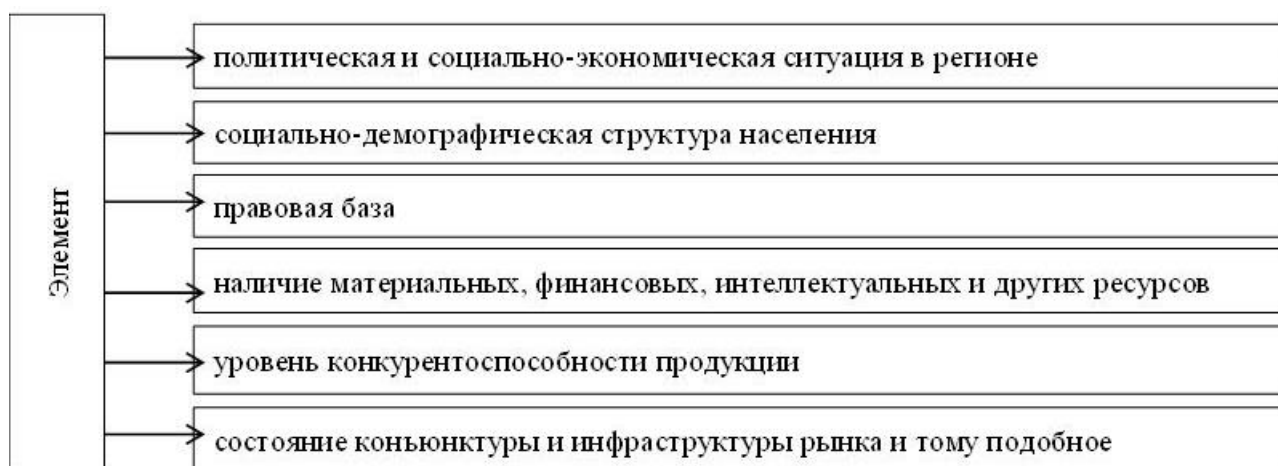 Элемент
политическая и социально-экономическая ситуация в регионе
социально-демографическая структура населения
правовая база
наличие материальных, финансовых, интеллектуальных и других ресурсов
уровень конкурентоспособности продукции
состояние коньюнктуры и инфраструктуры рынка и тому подобное